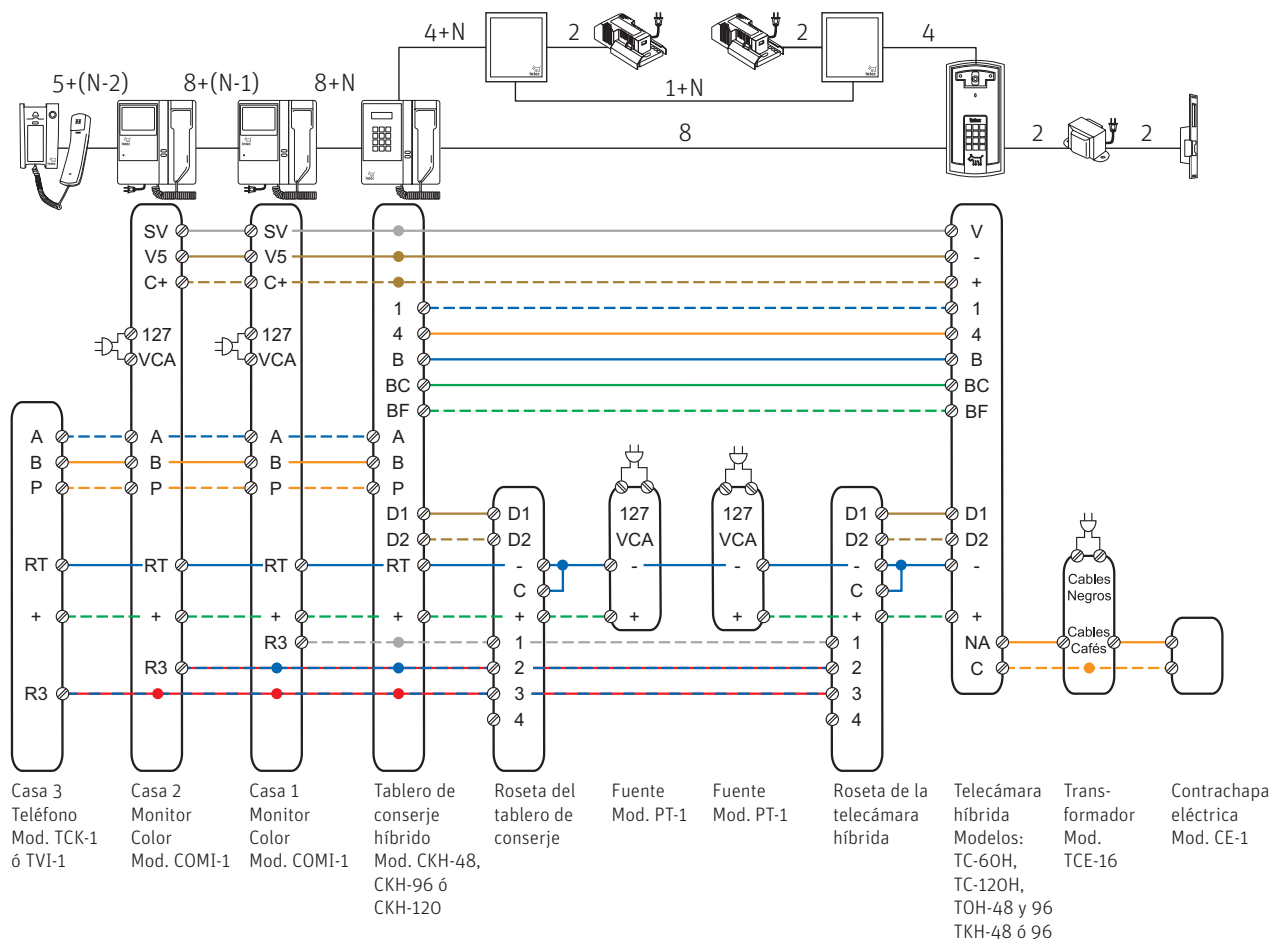 4+N
2
2
4
5+(N-2)
8+(N-1)
8+N
1+N
8
2
2
SV
SV
V
V5
V5
-
C+
C+
+
1
1
127
127
4
4
VCA
VCA
B
B
BC
BC
BF
BF
A
A
A
A
B
B
B
B
P
P
P
P
D1
D1
127
127
D1
D1
D2
D2
VCA
VCA
D2
D2
RT
RT
RT
RT
-
-
-
-
-
C
C
Cables
Negros
+
+
+
+
+
+
+
+
+
R3
1
1
NA
Cables
Cafés
R3
2
2
C
R3
3
3
4
4
Casa 3
Teléfono
Mod. TCK-1
ó TVI-1
Casa 2
Monitor
Color
Mod. COMI-1
Casa 1
Monitor
Color
Mod. COMI-1
Tablero de
conserje
híbrido
Mod. CKH-48,
CKH-96 ó
CKH-120
Roseta del
tablero de
conserje
Fuente
Mod. PT-1
Fuente
Mod. PT-1
Roseta de la
telecámara
híbrida
Telecámara
híbrida
Modelos:
TC-60H,
TC-120H,
TOH-48 y 96
TKH-48 ó 96
Trans-
formador
Mod.
TCE-16
Contrachapa
eléctrica
Mod. CE-1